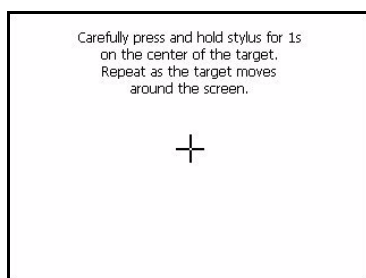 Carefully press and hold stylus for 1s
on the center of the target.
Repeat as the target moves
around the screen.